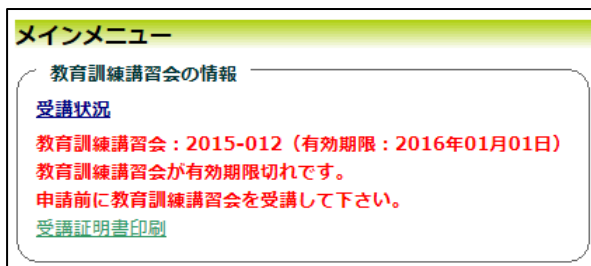 メインメニュー
教育訓練講習会の情報
受講状況
教育訓練講習会：2015-012（有効期限：2016年01月01日）
教育訓練講習会が有効期限切れです。
申請前に教育訓練講習会を受講して下さい。
受講証明書印刷